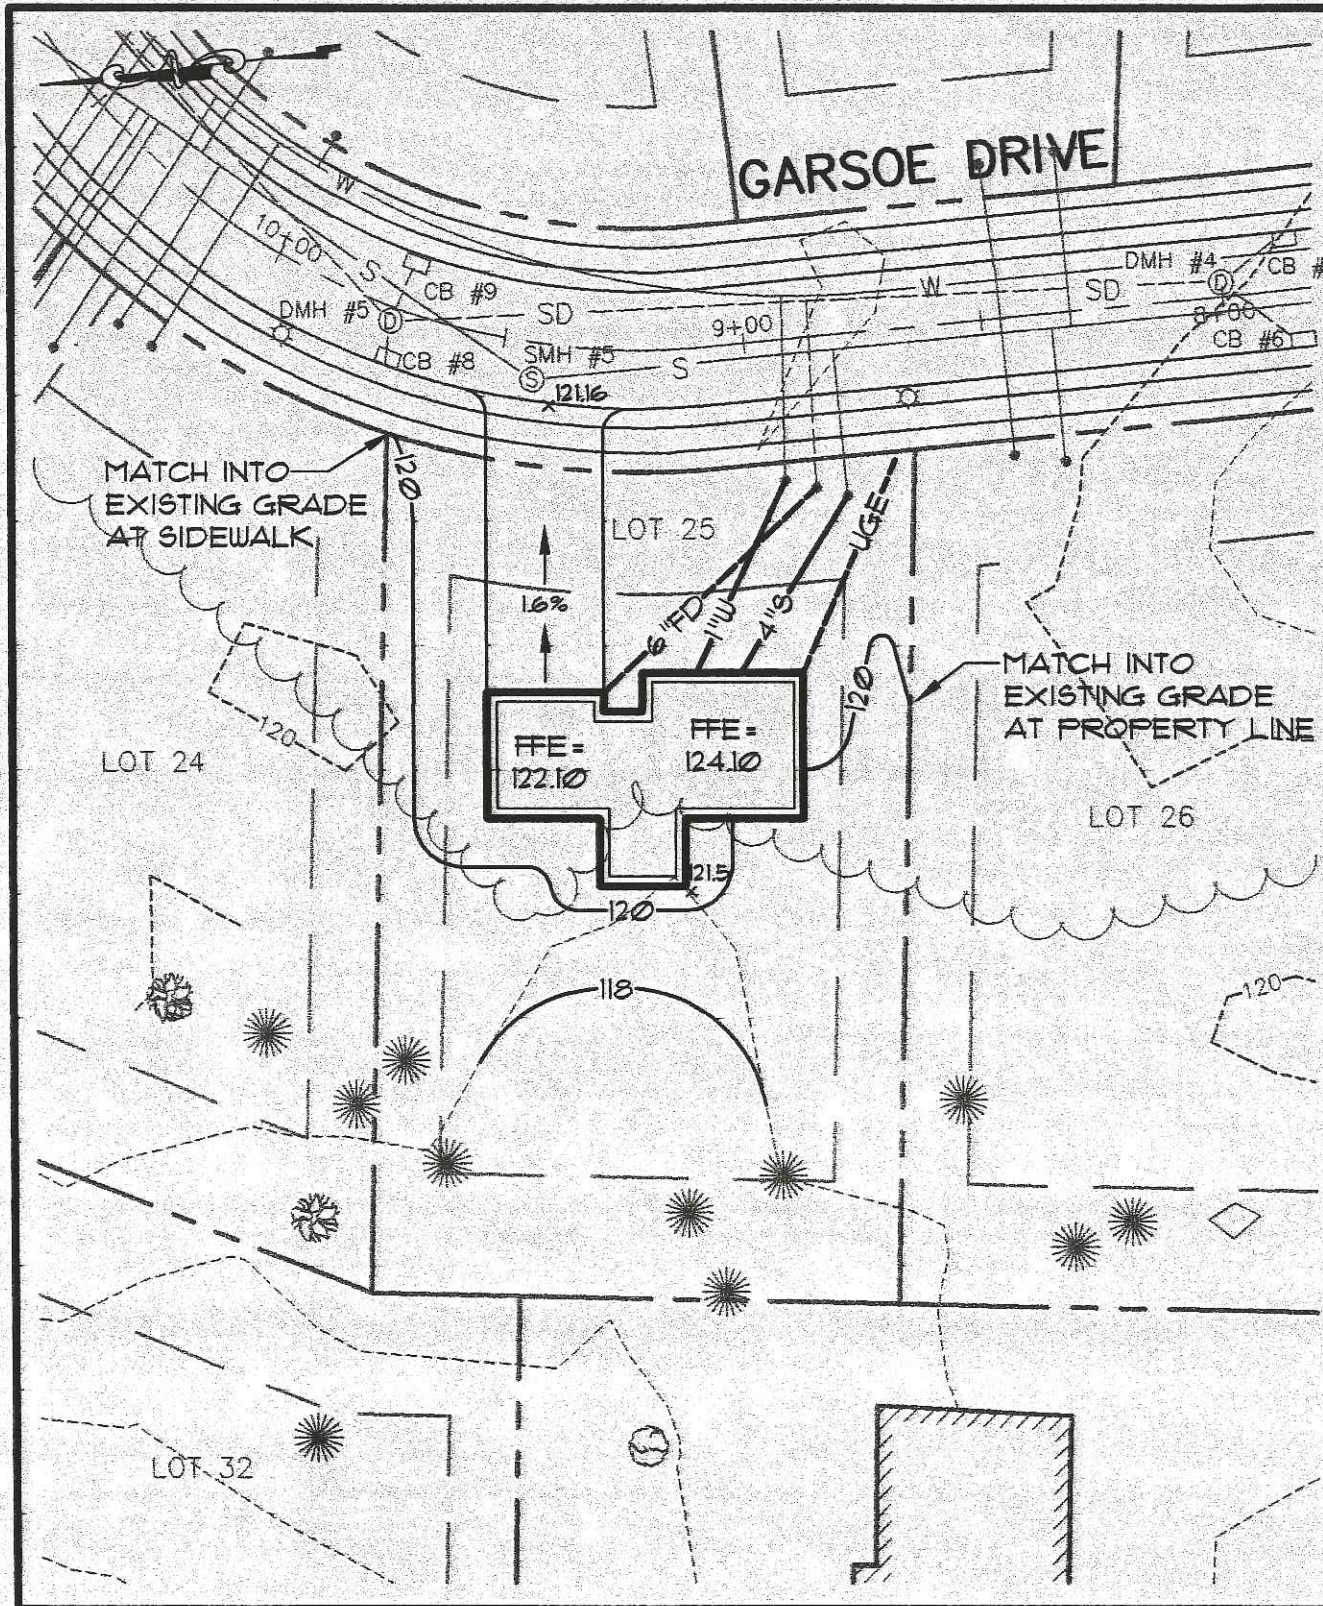 GARSOE DRIVE
W
10+00
S
CB #9
DMH #5
D
SD
CB #8
SMH #5
S
121.16
9+00
S
W
SD
DMH #4
D
CB #
8+00
CB #6
MATCH INTO
EXISTING GRADE
AT SIDEWALK
120
LOT 25
1.6%
6"FD
1"W
4"S
UGE
MATCH INTO
EXISTING GRADE
AT PROPERTY LINE
120
120
LOT 24
FFE =
122.10
FFE =
124.10
LOT 26
121.5
120
118
120
LOT 32